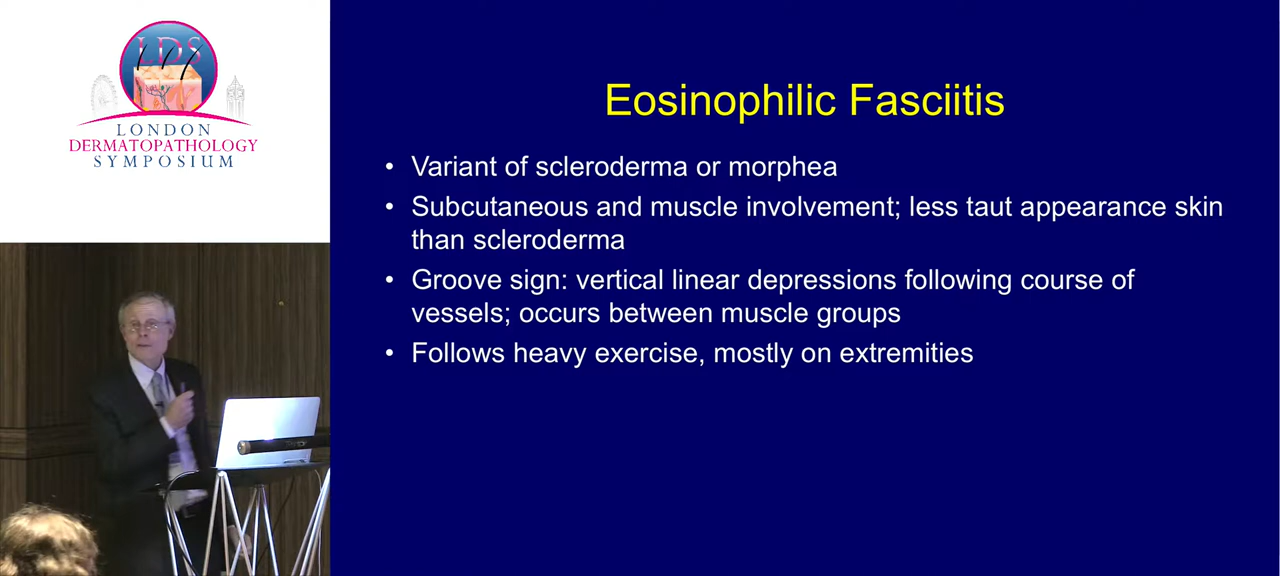 LDS
LONDON
DERMATOPATHOLOGY
SYMPOSIUM
Eosinophilic Fasciitis
• Variant of scleroderma or morphea
• Subcutaneous and muscle involvement; less taut appearance skin
than scleroderma
• Groove sign: vertical linear depressions following course of
vessels; occurs between muscle groups
• Follows heavy exercise, mostly on extremities